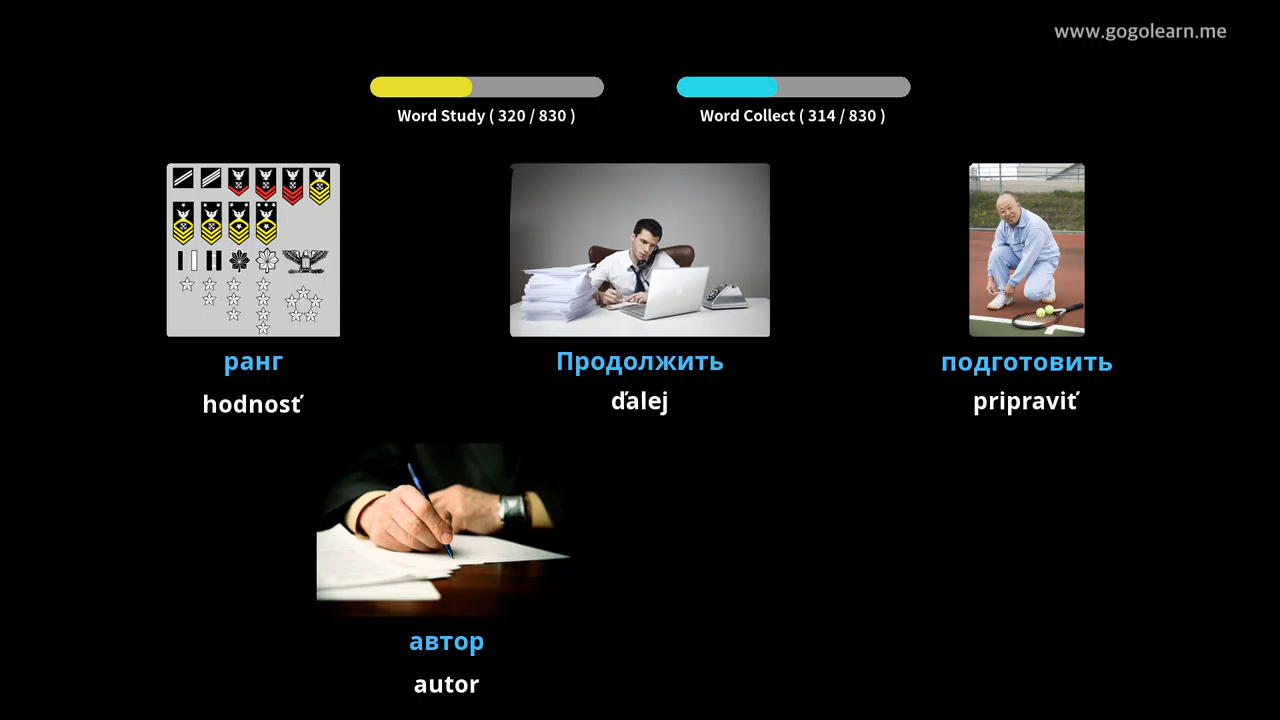 www.gogolearn.me
Word Study ( 320 / 830 )
Word Collect ( 314 / 830 )
ранг
Продолжить
подготовить
hodnosť
ďalej
pripraviť
автор
autor